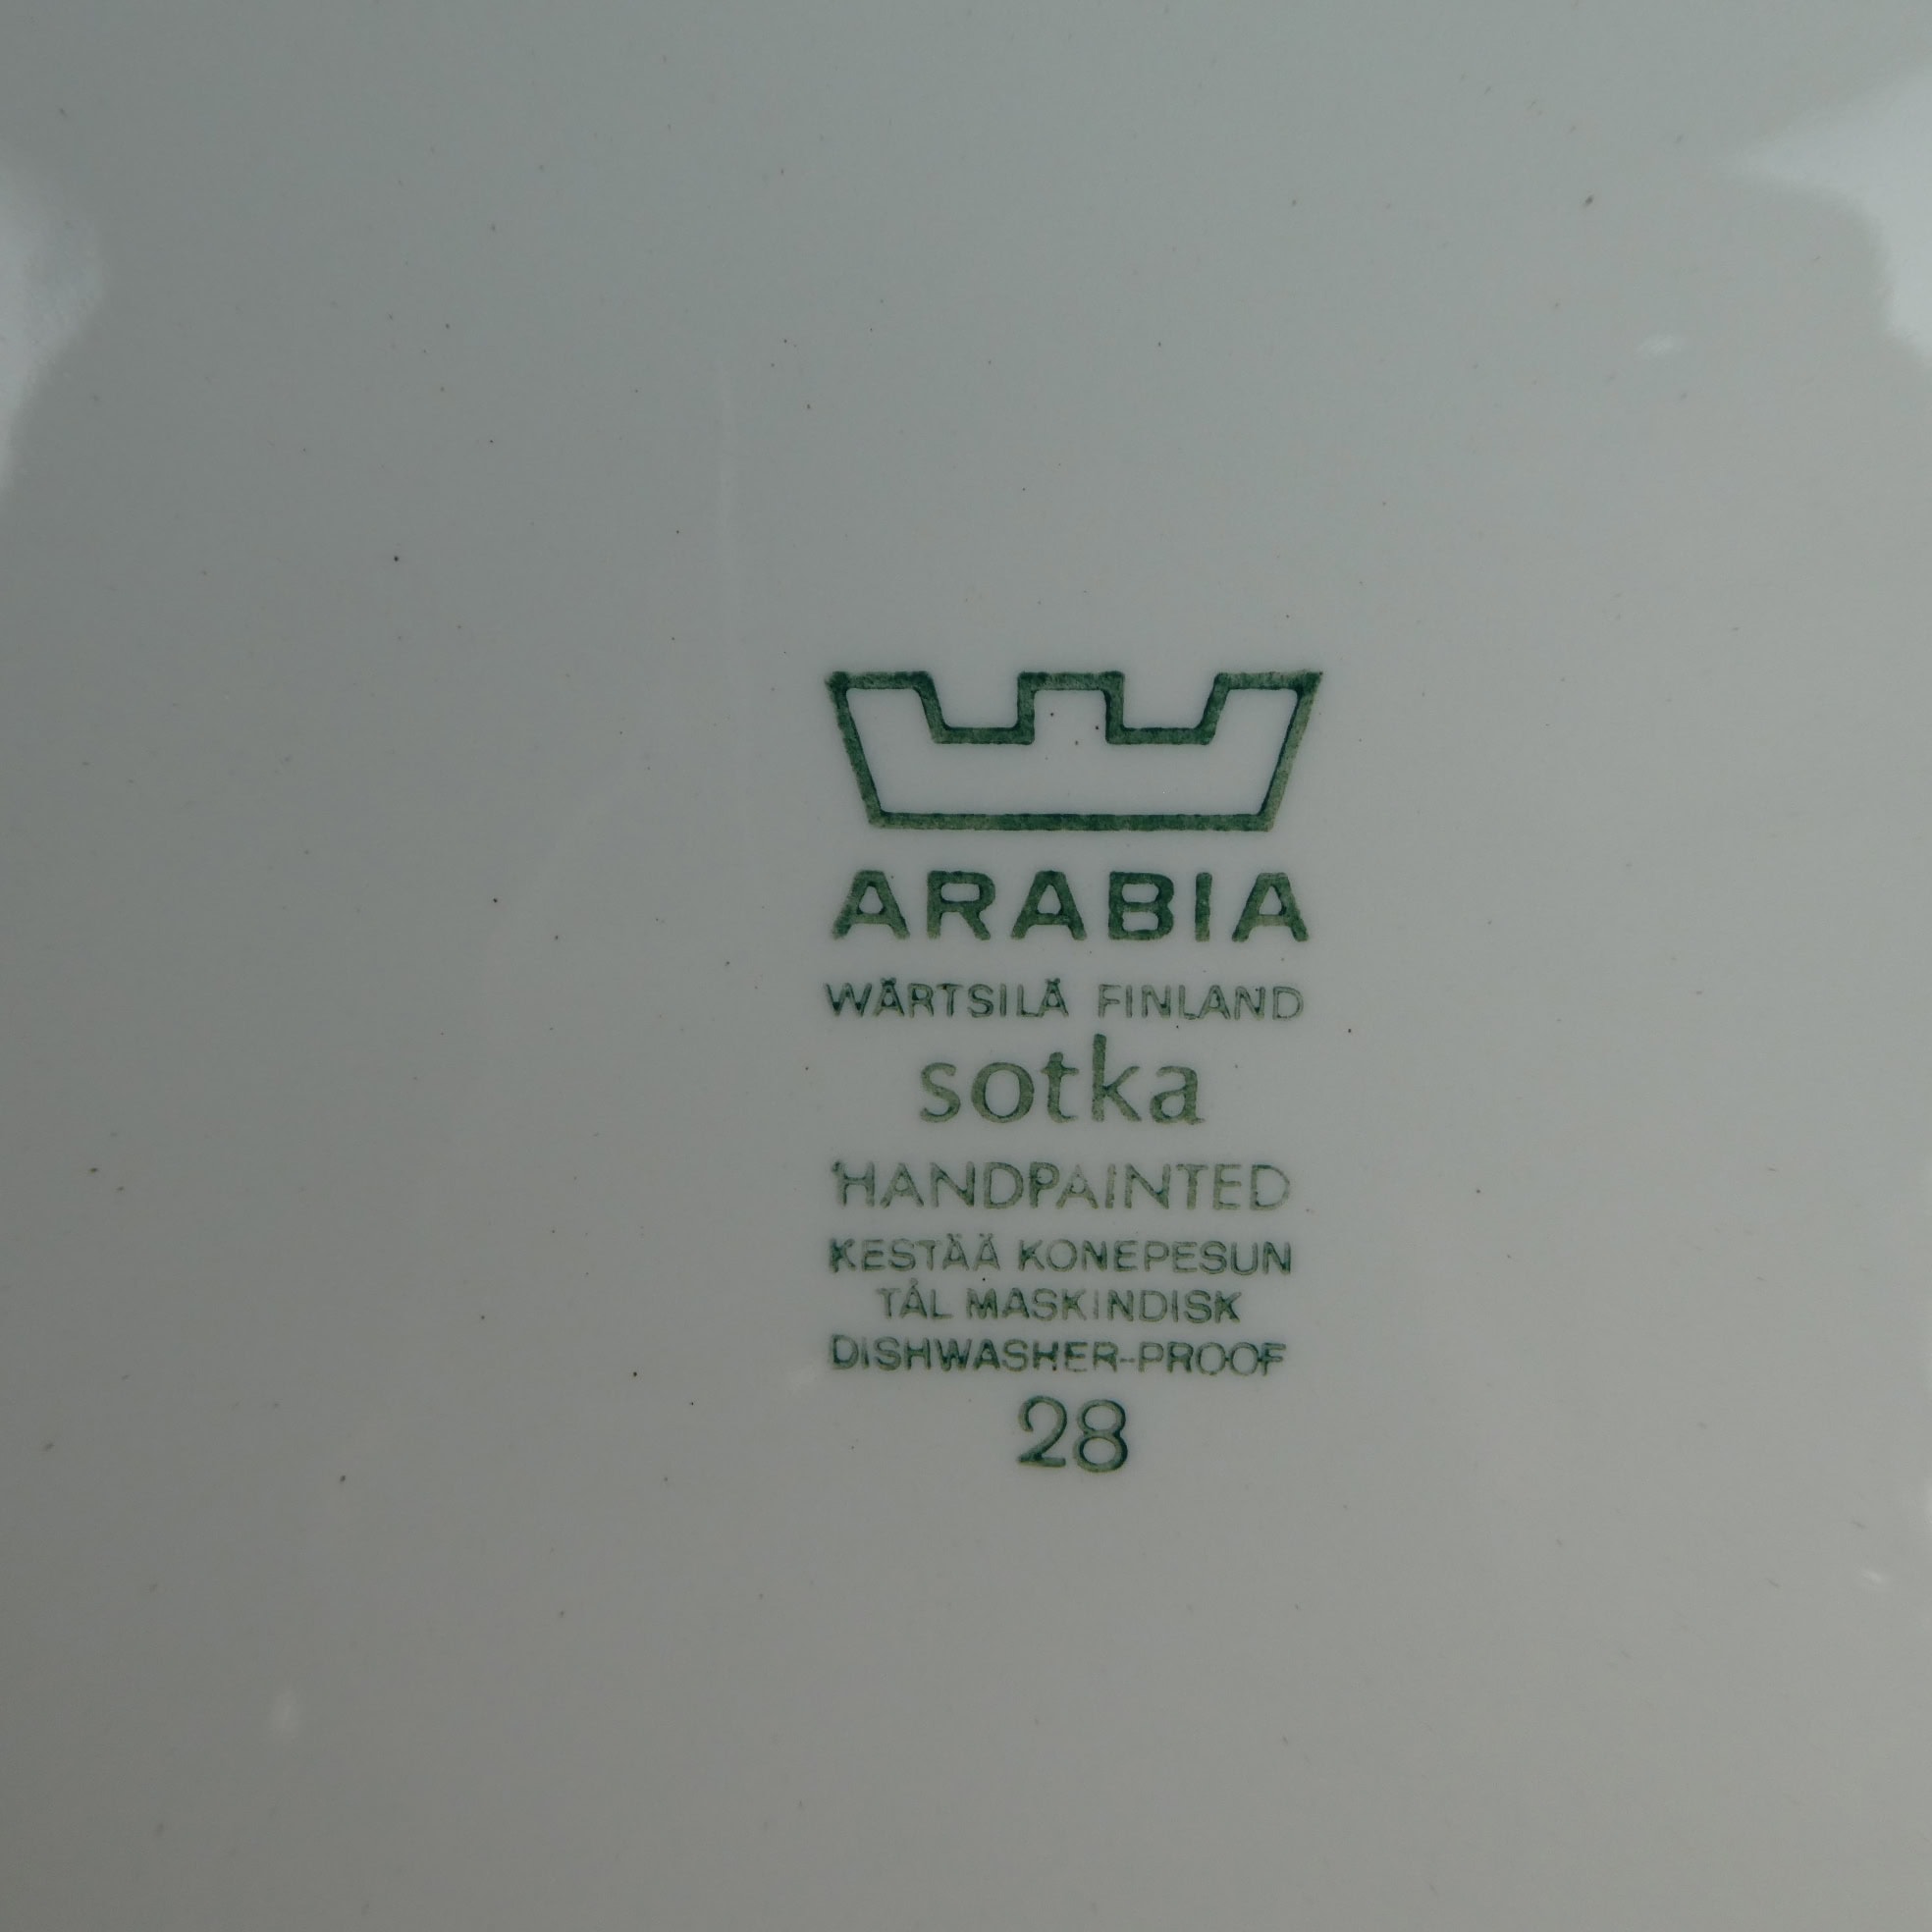 ARABIA
WÄRTSILÄ FINLAND
sotka
HANDPAINTED
KESTÄÄ KONEPESUN
TÅL MASKINDISK
DISHWASHER-PROOF
28